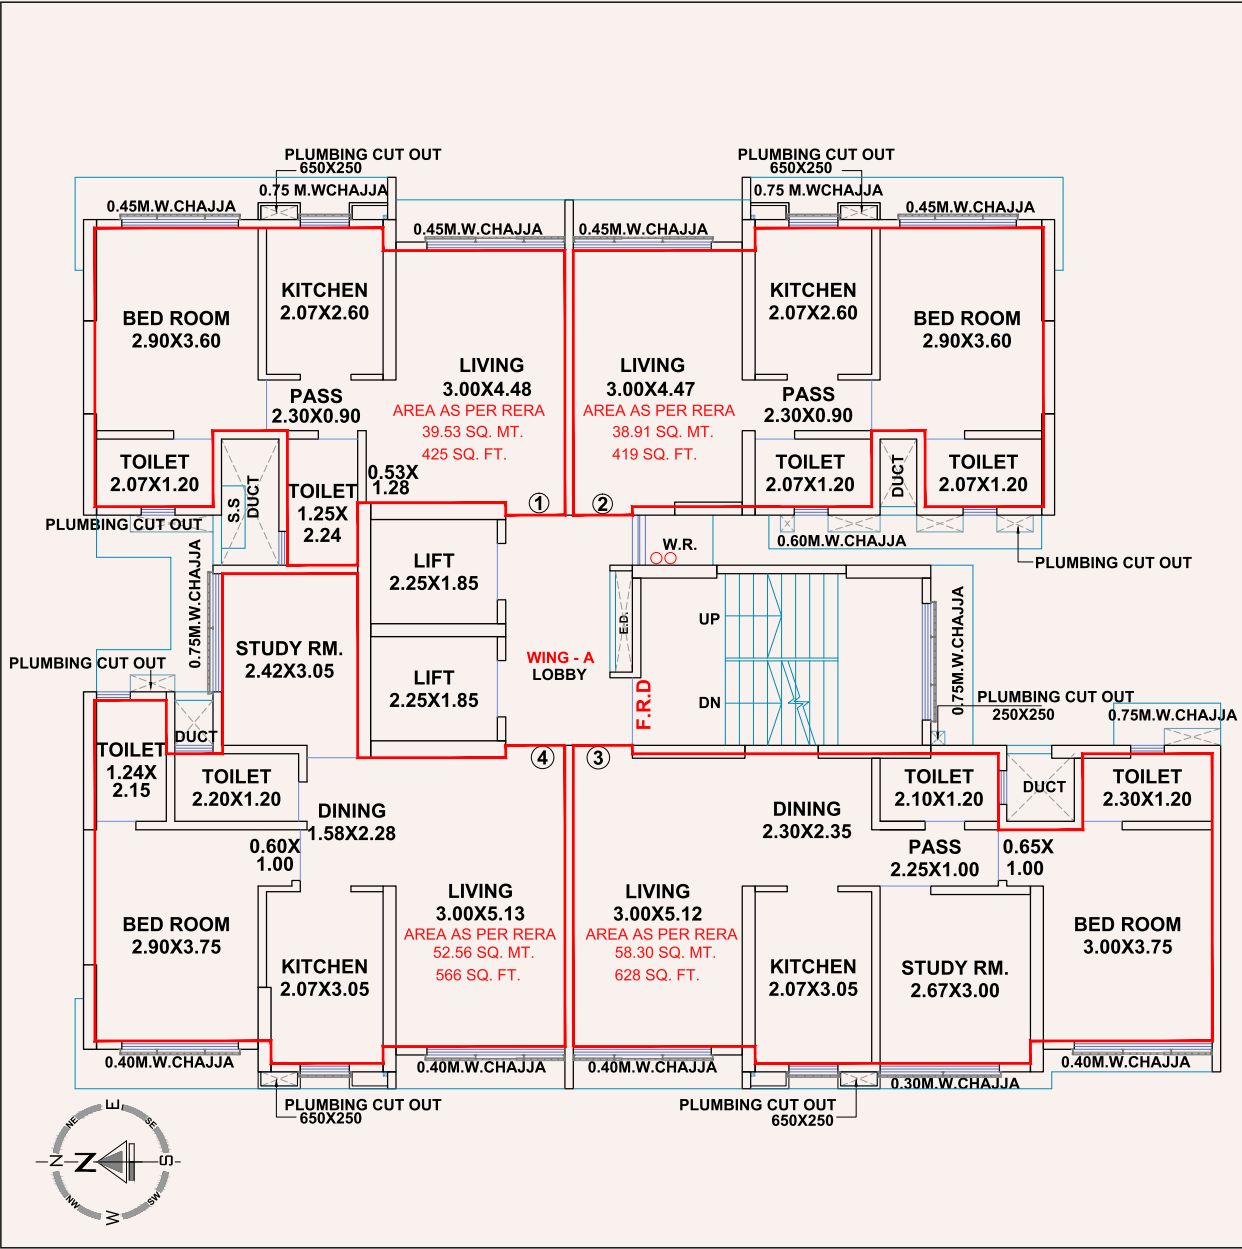 PLUMBING CUT OUT
650X250
PLUMBING CUT OUT
650X250
0.75 M.WCHAJJA
0.75 M.WCHAJJA
0.45M.W.CHAJJA
0.45M.W.CHAJJA
0.45M.W.CHAJJA
0.45M.W.CHAJJA
BED ROOM
2.90X3.60
KITCHEN
2.07X2.60
LIVING
3.00X4.48
AREA AS PER RERA
39.53 SQ. MT.
425 SQ. FT.
PASS
2.30X0.90
LIVING
3.00X4.47
AREA AS PER RERA
38.91 SQ. MT.
419 SQ. FT.
KITCHEN
2.07X2.60
BED ROOM
2.90X3.60
PASS
2.30X0.90
TOILET
2.07X1.20
S.S
DUCT
TOILET
1.25X
2.24
0.53X
1.28
1
2
TOILET
2.07X1.20
DUCT
TOILET
2.07X1.20
PLUMBING CUT OUT
0.60M.W.CHAJJA
PLUMBING CUT OUT
W.R.
LIFT
2.25X1.85
0.75M.W.CHAJJA
STUDY RM.
2.42X3.05
E.D.
UP
0.75M.W.CHAJJA
WING - A
LOBBY
LIFT
2.25X1.85
F.R.D
DN
PLUMBING CUT OUT
PLUMBING CUT OUT
250X250
0.75M.W.CHAJJA
DUCT
TOILET
1.24X
2.15
TOILET
2.20X1.20
4
3
DINING
1.58X2.28
DINING
2.30X2.35
TOILET
2.10X1.20
DUCT
TOILET
2.30X1.20
0.60X
1.00
PASS
2.25X1.00
0.65X
1.00
BED ROOM
2.90X3.75
KITCHEN
2.07X3.05
LIVING
3.00X5.13
AREA AS PER RERA
52.56 SQ. MT.
566 SQ. FT.
LIVING
3.00X5.12
AREA AS PER RERA
58.30 SQ. MT.
628 SQ. FT.
KITCHEN
2.07X3.05
STUDY RM.
2.67X3.00
BED ROOM
3.00X3.75
0.40M.W.CHAJJA
0.40M.W.CHAJJA
0.40M.W.CHAJJA
0.30M.W.CHAJJA
0.40M.W.CHAJJA
PLUMBING CUT OUT
650X250
PLUMBING CUT OUT
650X250
E
NE
SE
N
N
S
NW
SW
W